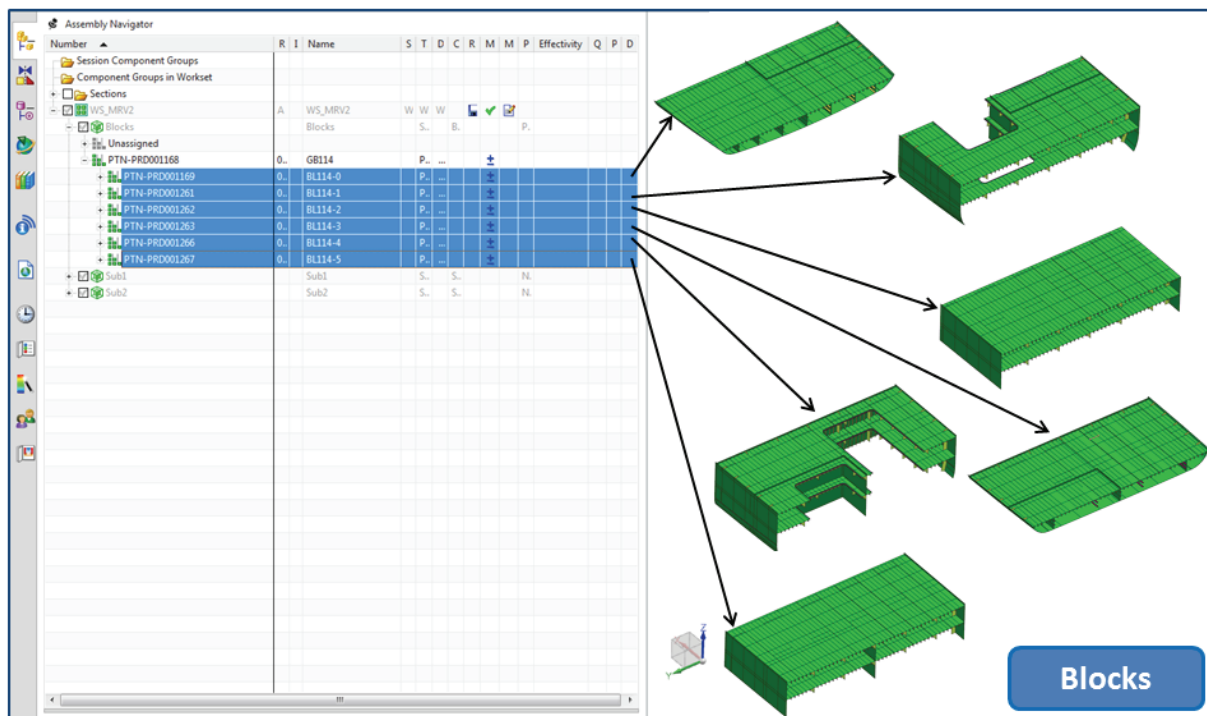 Assembly Navigator
Number R I Name S T D C R M M P Effectivity Q P D
Session Component Groups
Component Groups in Workset
Sections
WS_MRV2 A WS_MRV2 W W W
Blocks Blocks S.. B. P.
Unassigned
PTN-PRD001168 0.. GB114 P.. ...
PTN-PRD001169 0.. BL114-0 P.. ...
PTN-PRD001261 0.. BL114-1 P.. ...
PTN-PRD001262 0.. BL114-2 P.. ...
PTN-PRD001263 0.. BL114-3 P.. ...
PTN-PRD001266 0.. BL114-4 P.. ...
PTN-PRD001267 0.. BL114-5 P.. ...
Sub1 Sub1 S.. S.. N.
Sub2 Sub2 S.. S.. N.
Z
Y
Blocks